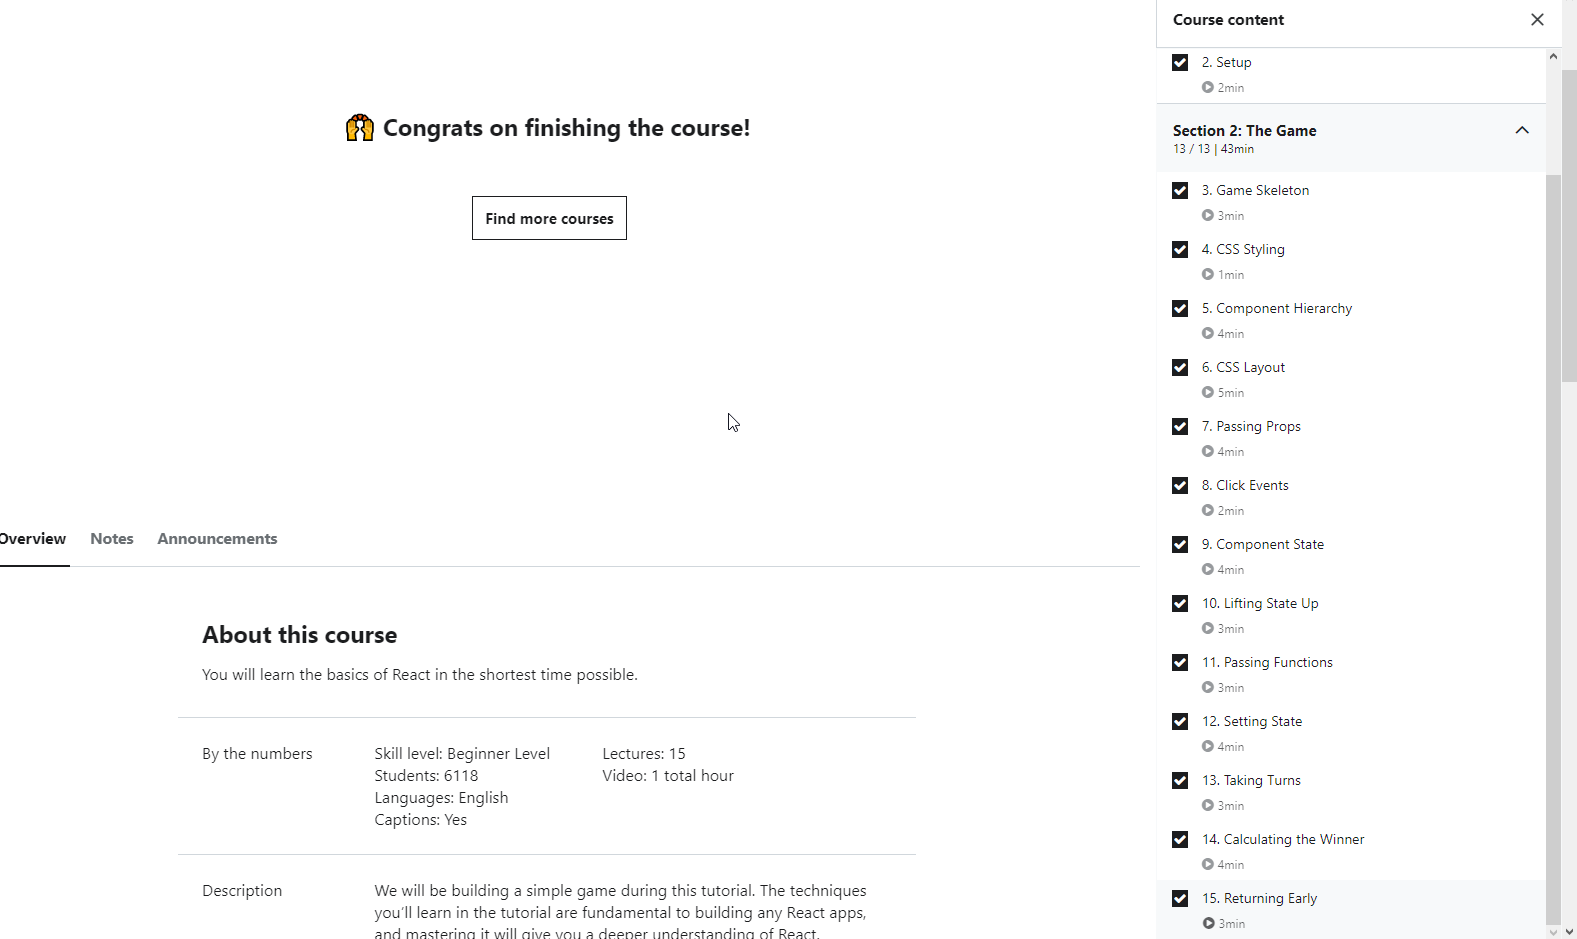 Congrats on finishing the course!
Find more courses
Overview Notes Announcements
About this course
You will learn the basics of React in the shortest time possible.
By the numbers
Skill level: Beginner Level
Students: 6118
Languages: English
Captions: Yes
Lectures: 15
Video: 1 total hour
Description
We will be building a simple game during this tutorial. The techniques
you'll learn in the tutorial are fundamental to building any React apps,
and mastering it will give you a deeper understanding of React.
Course content
2. Setup
2min
Section 2: The Game
13 / 13 | 43min
3. Game Skeleton
3min
4. CSS Styling
1min
5. Component Hierarchy
4min
6. CSS Layout
5min
7. Passing Props
4min
8. Click Events
2min
9. Component State
4min
10. Lifting State Up
3min
11. Passing Functions
3min
12. Setting State
4min
13. Taking Turns
3min
14. Calculating the Winner
4min
15. Returning Early
3min